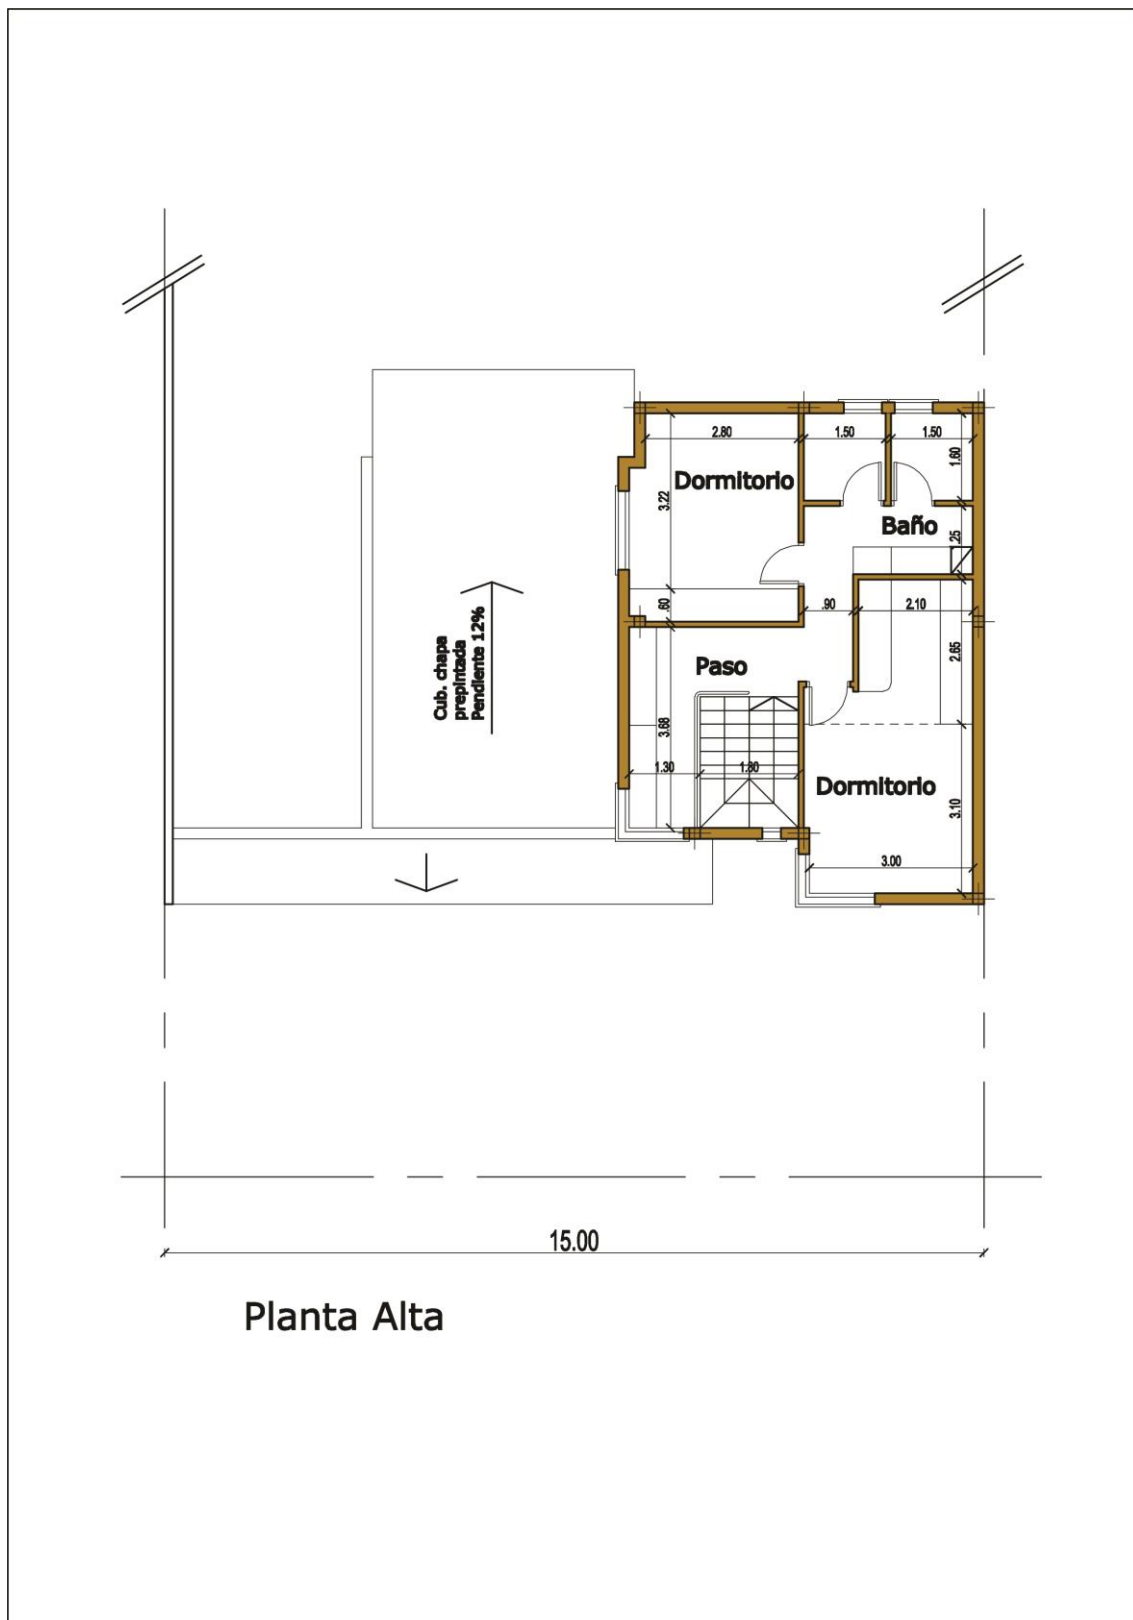 2.80
1.50
1.50
1.60
Dormitorio
3.22
Baño
.25
.60
.90
2.10
Cub. chapa
prepintada
Pendiente 12%
Paso
2.65
3.68
1.30
1.80
Dormitorio
3.10
3.00
15.00
Planta Alta